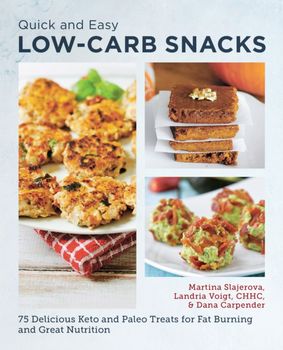 Quick and Easy
LOW-CARB SNACKS
Martina Slajerova,
Landria Voigt, CHHC,
& Dana Carpender
75 Delicious Keto and Paleo Treats for Fat Burning
and Great Nutrition